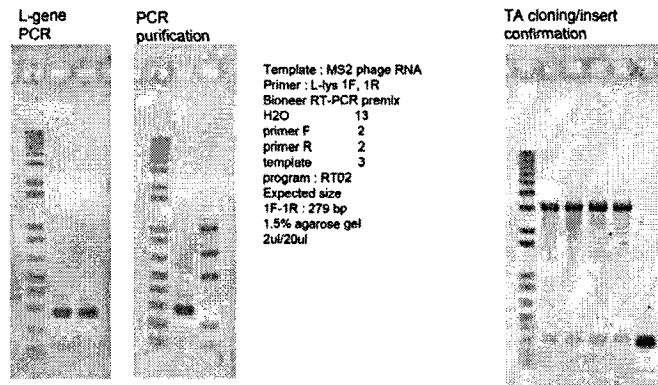 L-gene
PCR
PCR
purification
Template : MS2 phage RNA
Primer : L-lys 1F, 1R
Bioneer RT-PCR premix
H2O 13
primer F 2
primer R 2
template 3
program : RT02
Expected size
1F-1R : 279 bp
1.5% agarose gel
2ul/20ul
TA cloning/insert
confirmation